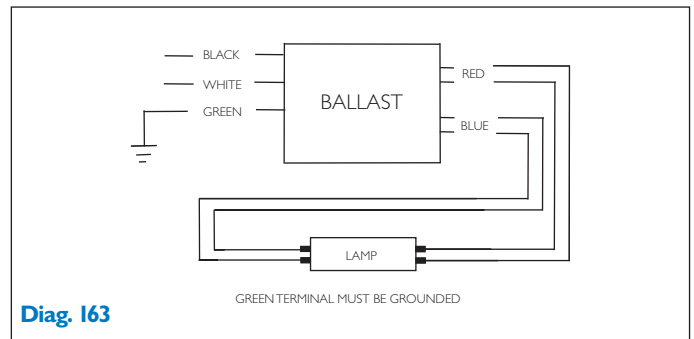 BLACK
WHITE
GREEN
BALLAST
RED
BLUE
LAMP
GREEN TERMINAL MUST BE GROUNDED
Diag. 163